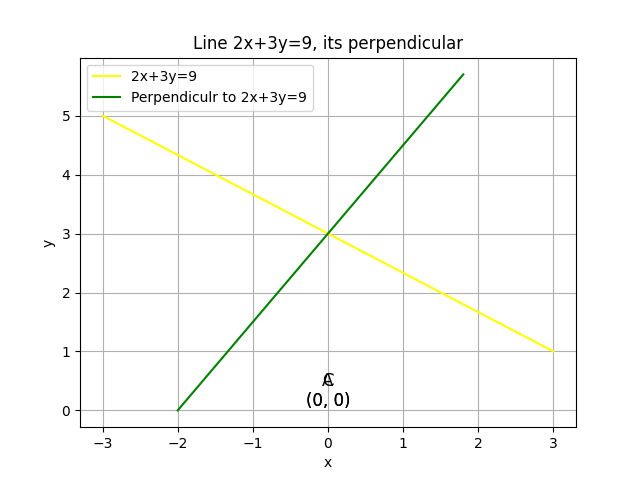 Line 2x+3y=9, its perpendicular
2x+3y=9
Perpendiculr to 2x+3y=9
y
5
4
3
2
1
0
A
C
(0, 0)
−3 −2 −1 0 1 2 3
x